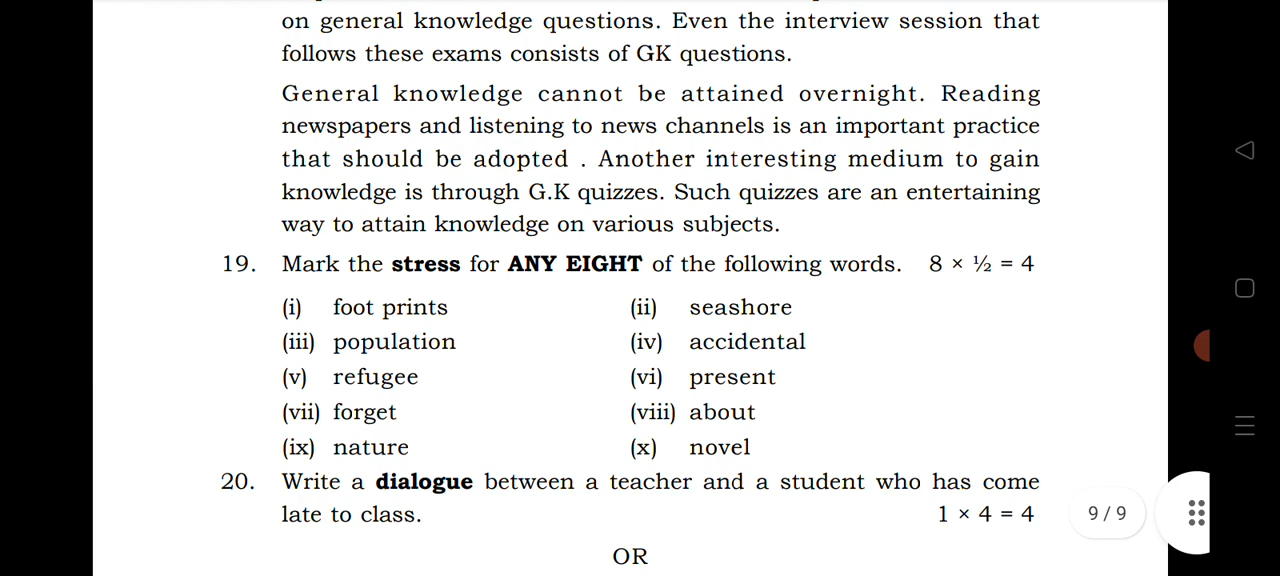 on general knowledge questions. Even the interview session that
follows these exams consists of GK questions.
General knowledge cannot be attained overnight. Reading
newspapers and listening to news channels is an important practice
that should be adopted . Another interesting medium to gain
knowledge is through G.K quizzes. Such quizzes are an entertaining
way to attain knowledge on various subjects.
19. Mark the stress for ANY EIGHT of the following words. 8 × ½ = 4
(i) foot prints (ii) seashore
(iii) population (iv) accidental
(v) refugee (vi) present
(vii) forget (viii) about
(ix) nature (x) novel
20. Write a dialogue between a teacher and a student who has come
late to class. 1 × 4 = 4
9 / 9
OR